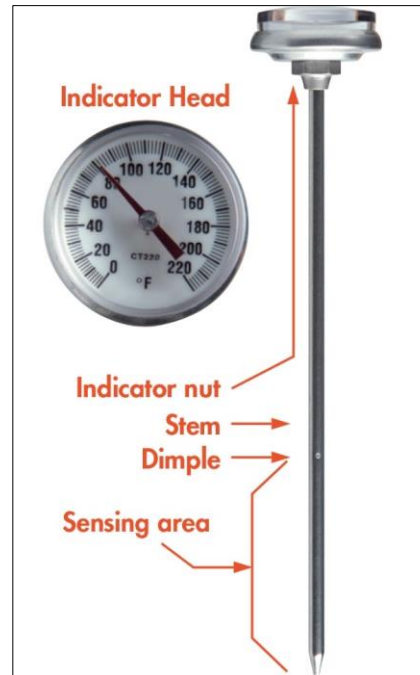 Indicator Head
0
20
40
60
80
100
120
140
160
180
200
220
CT220
°F
Indicator nut
Stem
Dimple
Sensing area